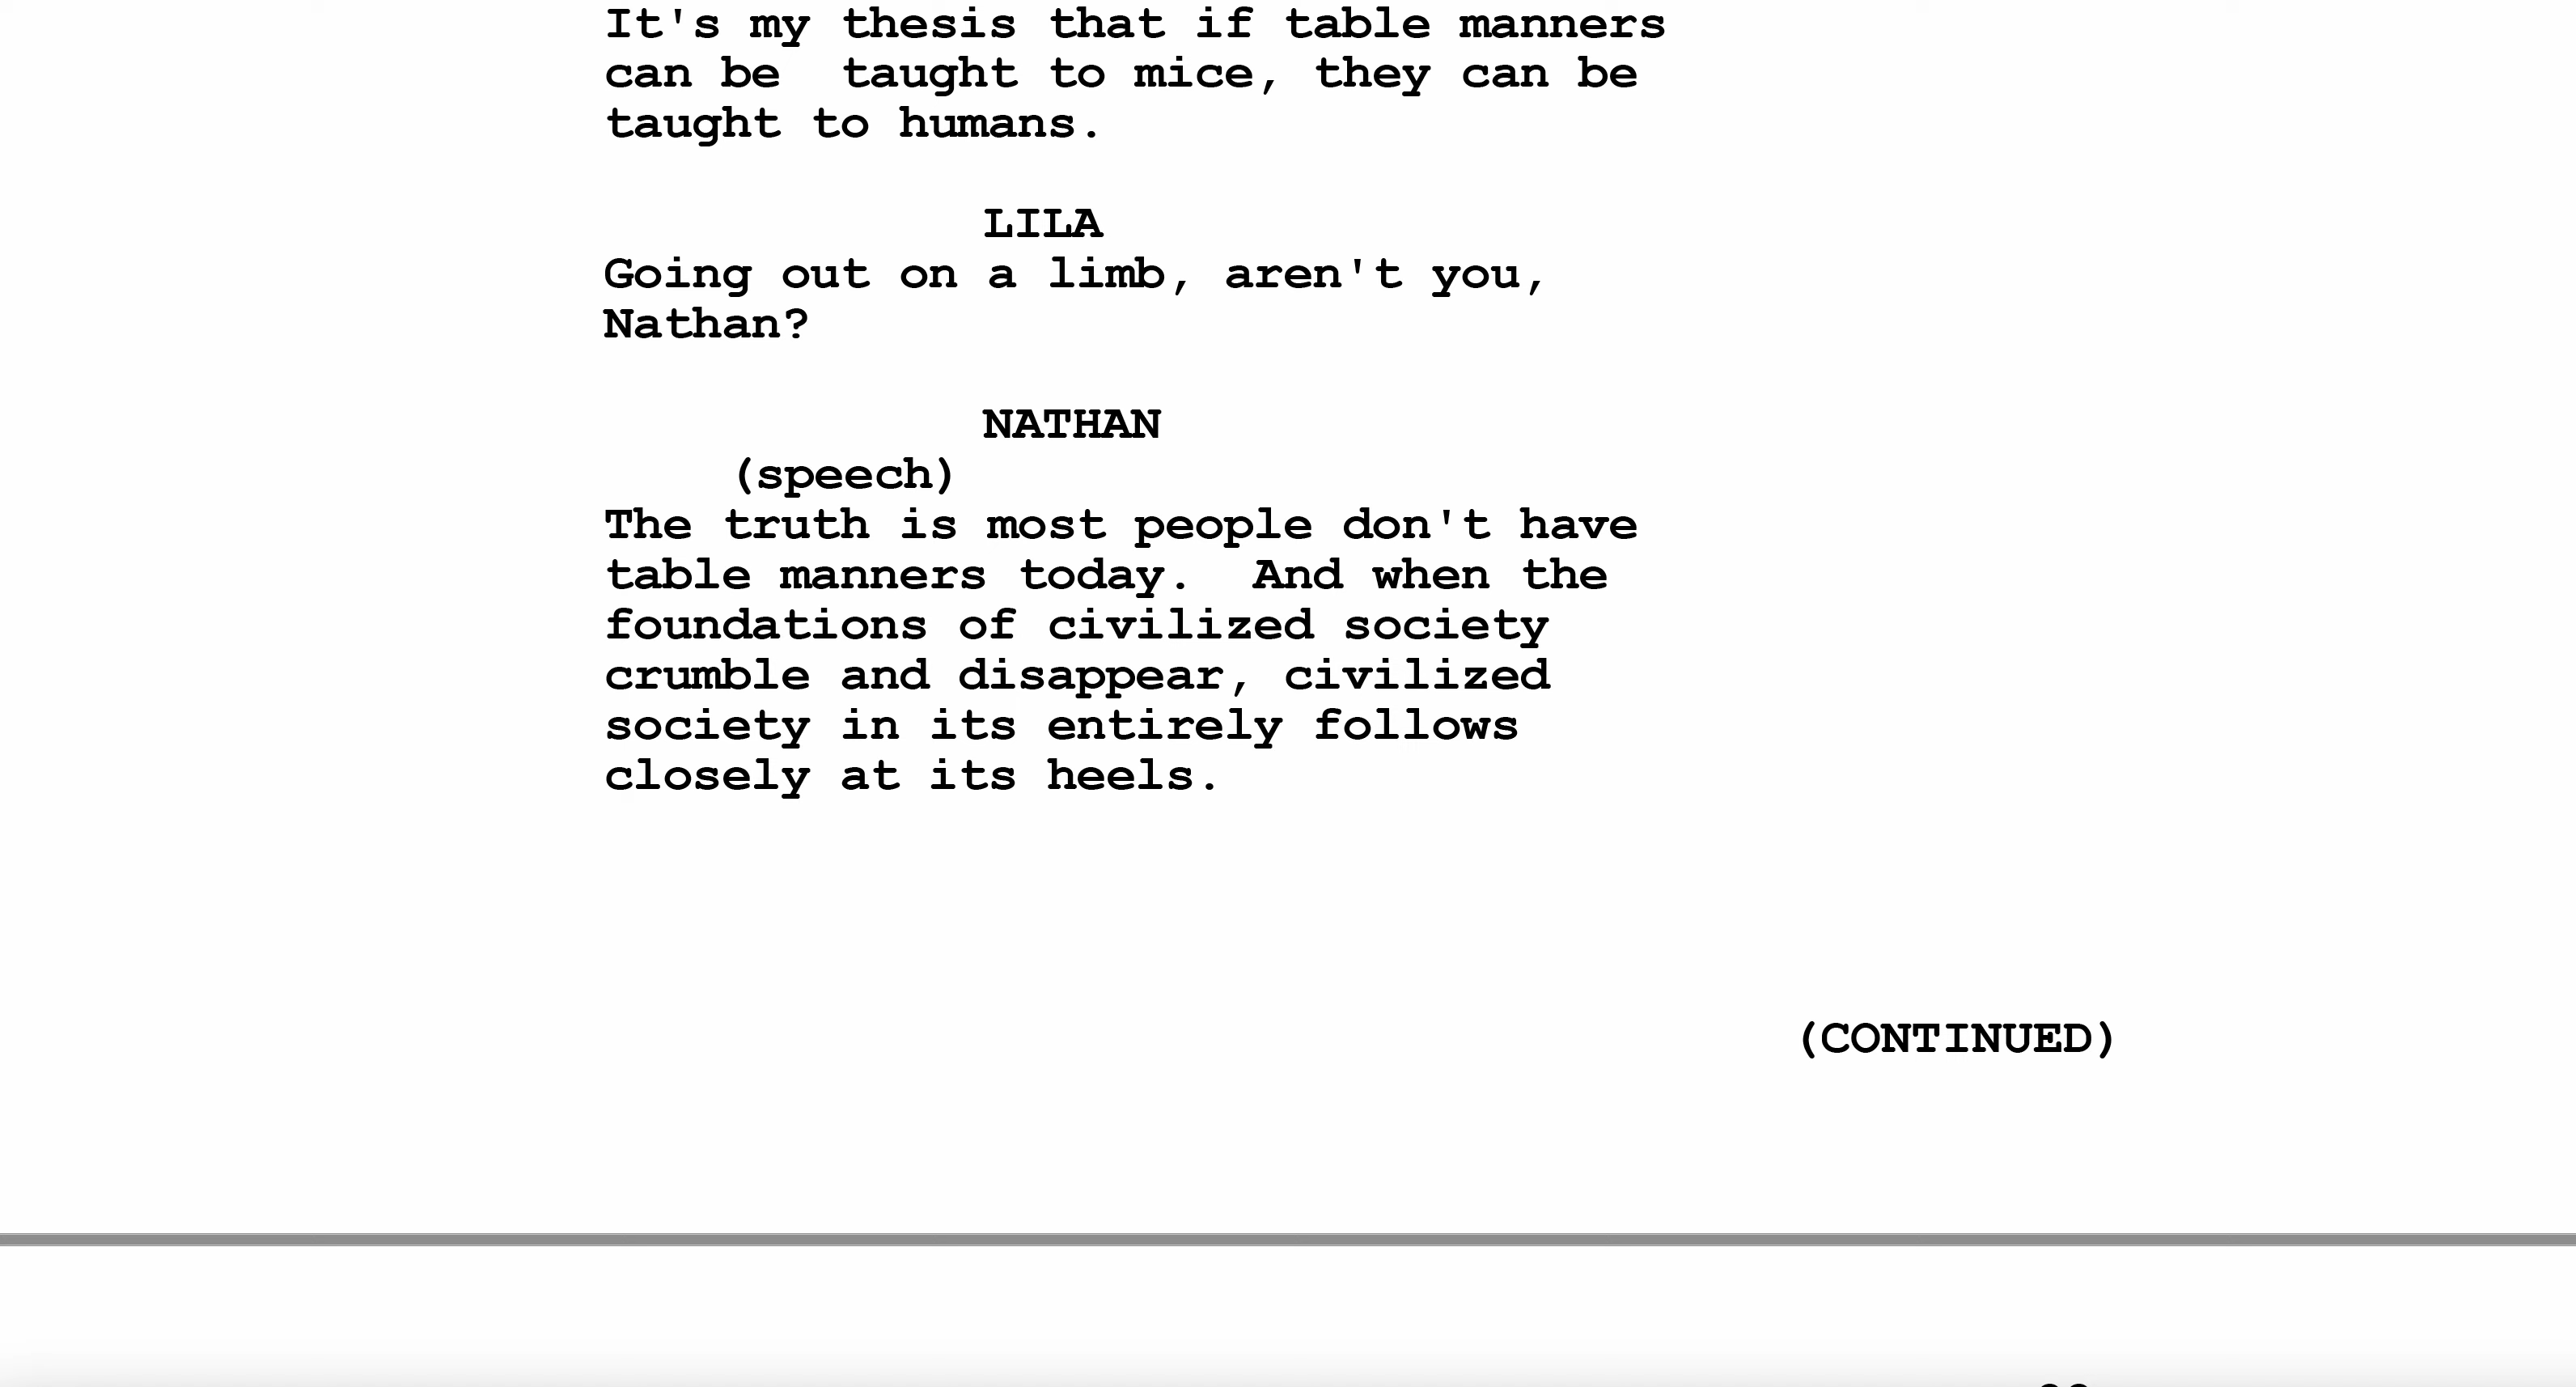 It's my thesis that if table manners
can be  taught to mice, they can be
taught to humans.
LILA
Going out on a limb, aren't you,
Nathan?
NATHAN
(speech)
The truth is most people don't have
table manners today.  And when the
foundations of civilized society
crumble and disappear, civilized
society in its entirely follows
closely at its heels.
(CONTINUED)